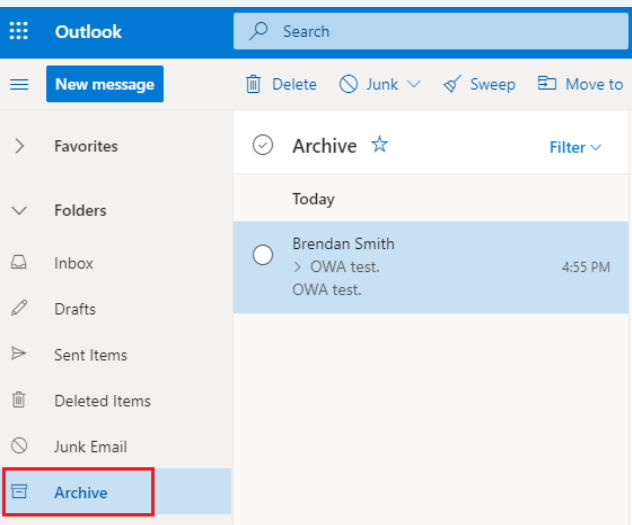 Outlook
Search
New message
Delete Junk Sweep Move to
Favorites
Folders
Inbox
Drafts
Sent Items
Deleted Items
Junk Email
Archive
Archive
Filter
Today
Brendan Smith
> OWA test.
4:55 PM
OWA test.